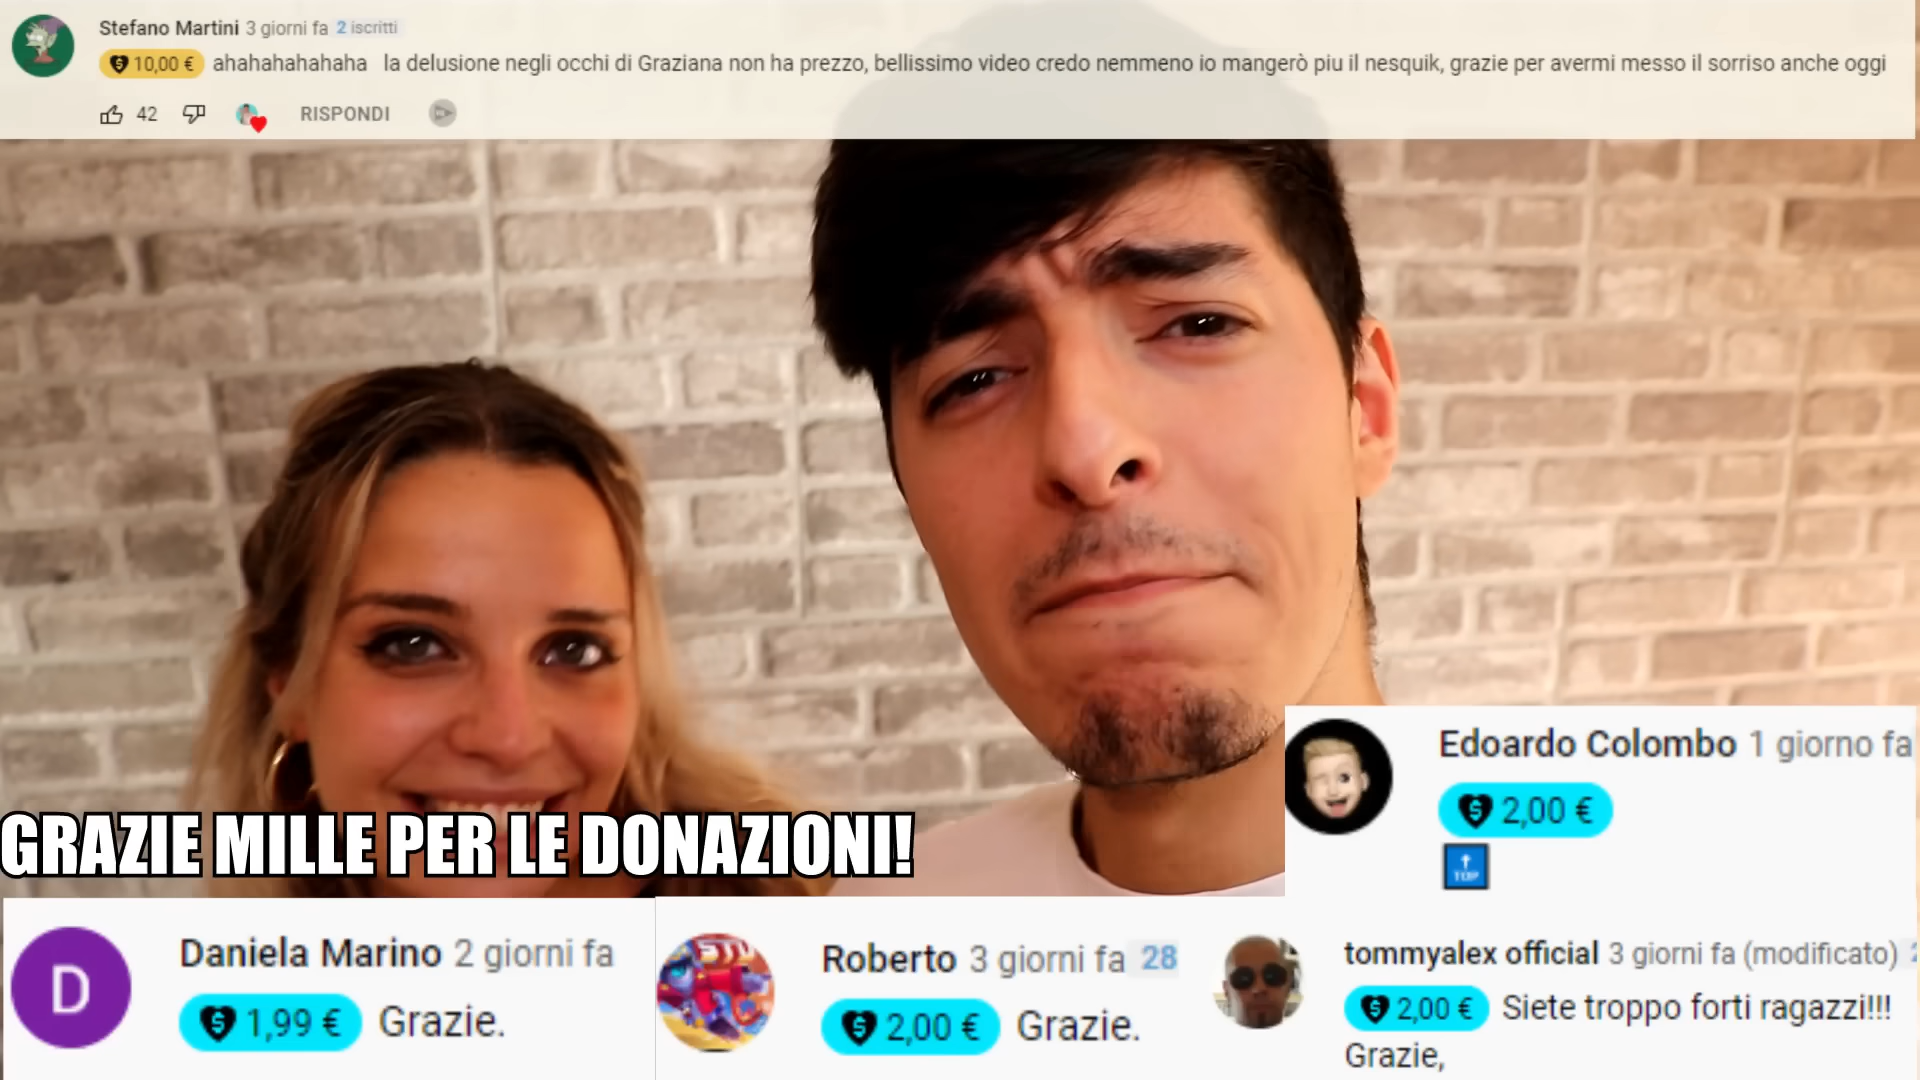 Stefano Martini 3 giorni fa 2 iscritti
10,00 € ahahahahahaha la delusione negli occhi di Graziana non ha prezzo, bellissimo video credo nemmeno io mangerò piu il nesquik, grazie per avermi messo il sorriso anche oggi
42 RISPONDI
Edoardo Colombo 1 giorno fa
2,00 €
TOP
GRAZIE MILLE PER LE DONAZIONI!
D
Daniela Marino 2 giorni fa
1,99 € Grazie.
Roberto 3 giorni fa 28
2,00 € Grazie.
tommyalex official 3 giorni fa (modificato)
2,00 € Siete troppo forti ragazzi!!!
Grazie,